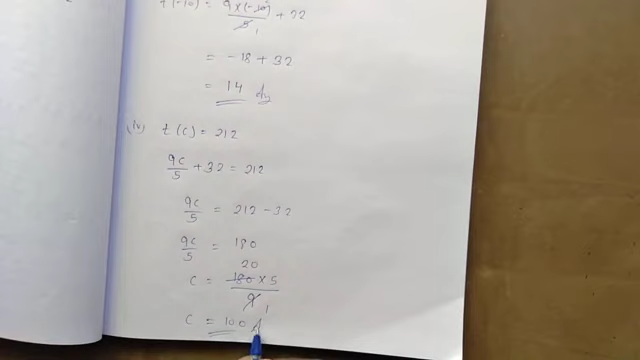 t(-10) = 9×(-10)/5 1 + 32
= -18 + 32
= 14
(iv) t(c) = 212
9c/5 + 32 = 212
9c/5 = 212 - 32
9c/5 = 180
20
c = 180 × 5/9 1
c = 100